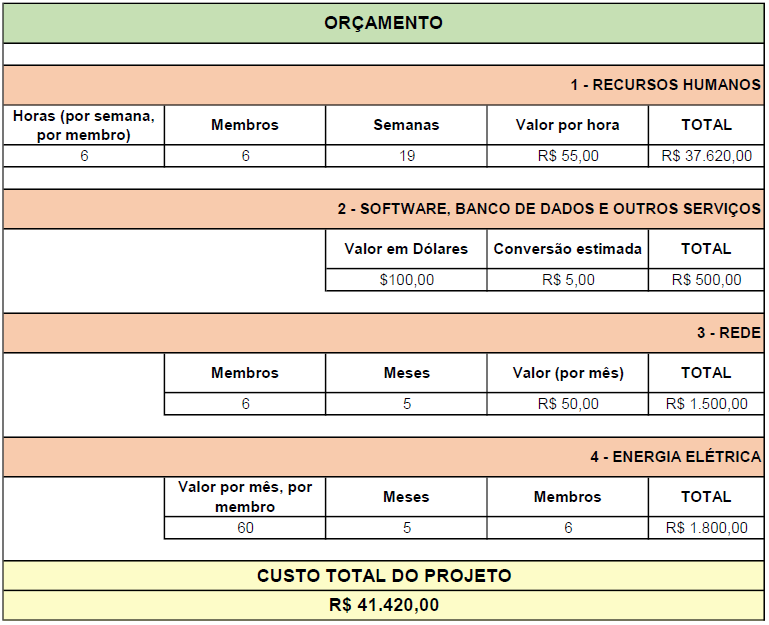 ORÇAMENTO
1 - RECURSOS HUMANOS
Horas (por semana, por membro) Membros Semanas Valor por hora TOTAL
6 6 19 R$ 55,00 R$ 37.620,00
2 - SOFTWARE, BANCO DE DADOS E OUTROS SERVIÇOS
Valor em Dólares Conversão estimada TOTAL
$100,00 R$ 5,00 R$ 500,00
3 - REDE
Membros Meses Valor (por mês) TOTAL
6 5 R$ 50,00 R$ 1.500,00
4 - ENERGIA ELÉTRICA
Valor por mês, por membro Meses Membros TOTAL
60 5 6 R$ 1.800,00
CUSTO TOTAL DO PROJETO
R$ 41.420,00